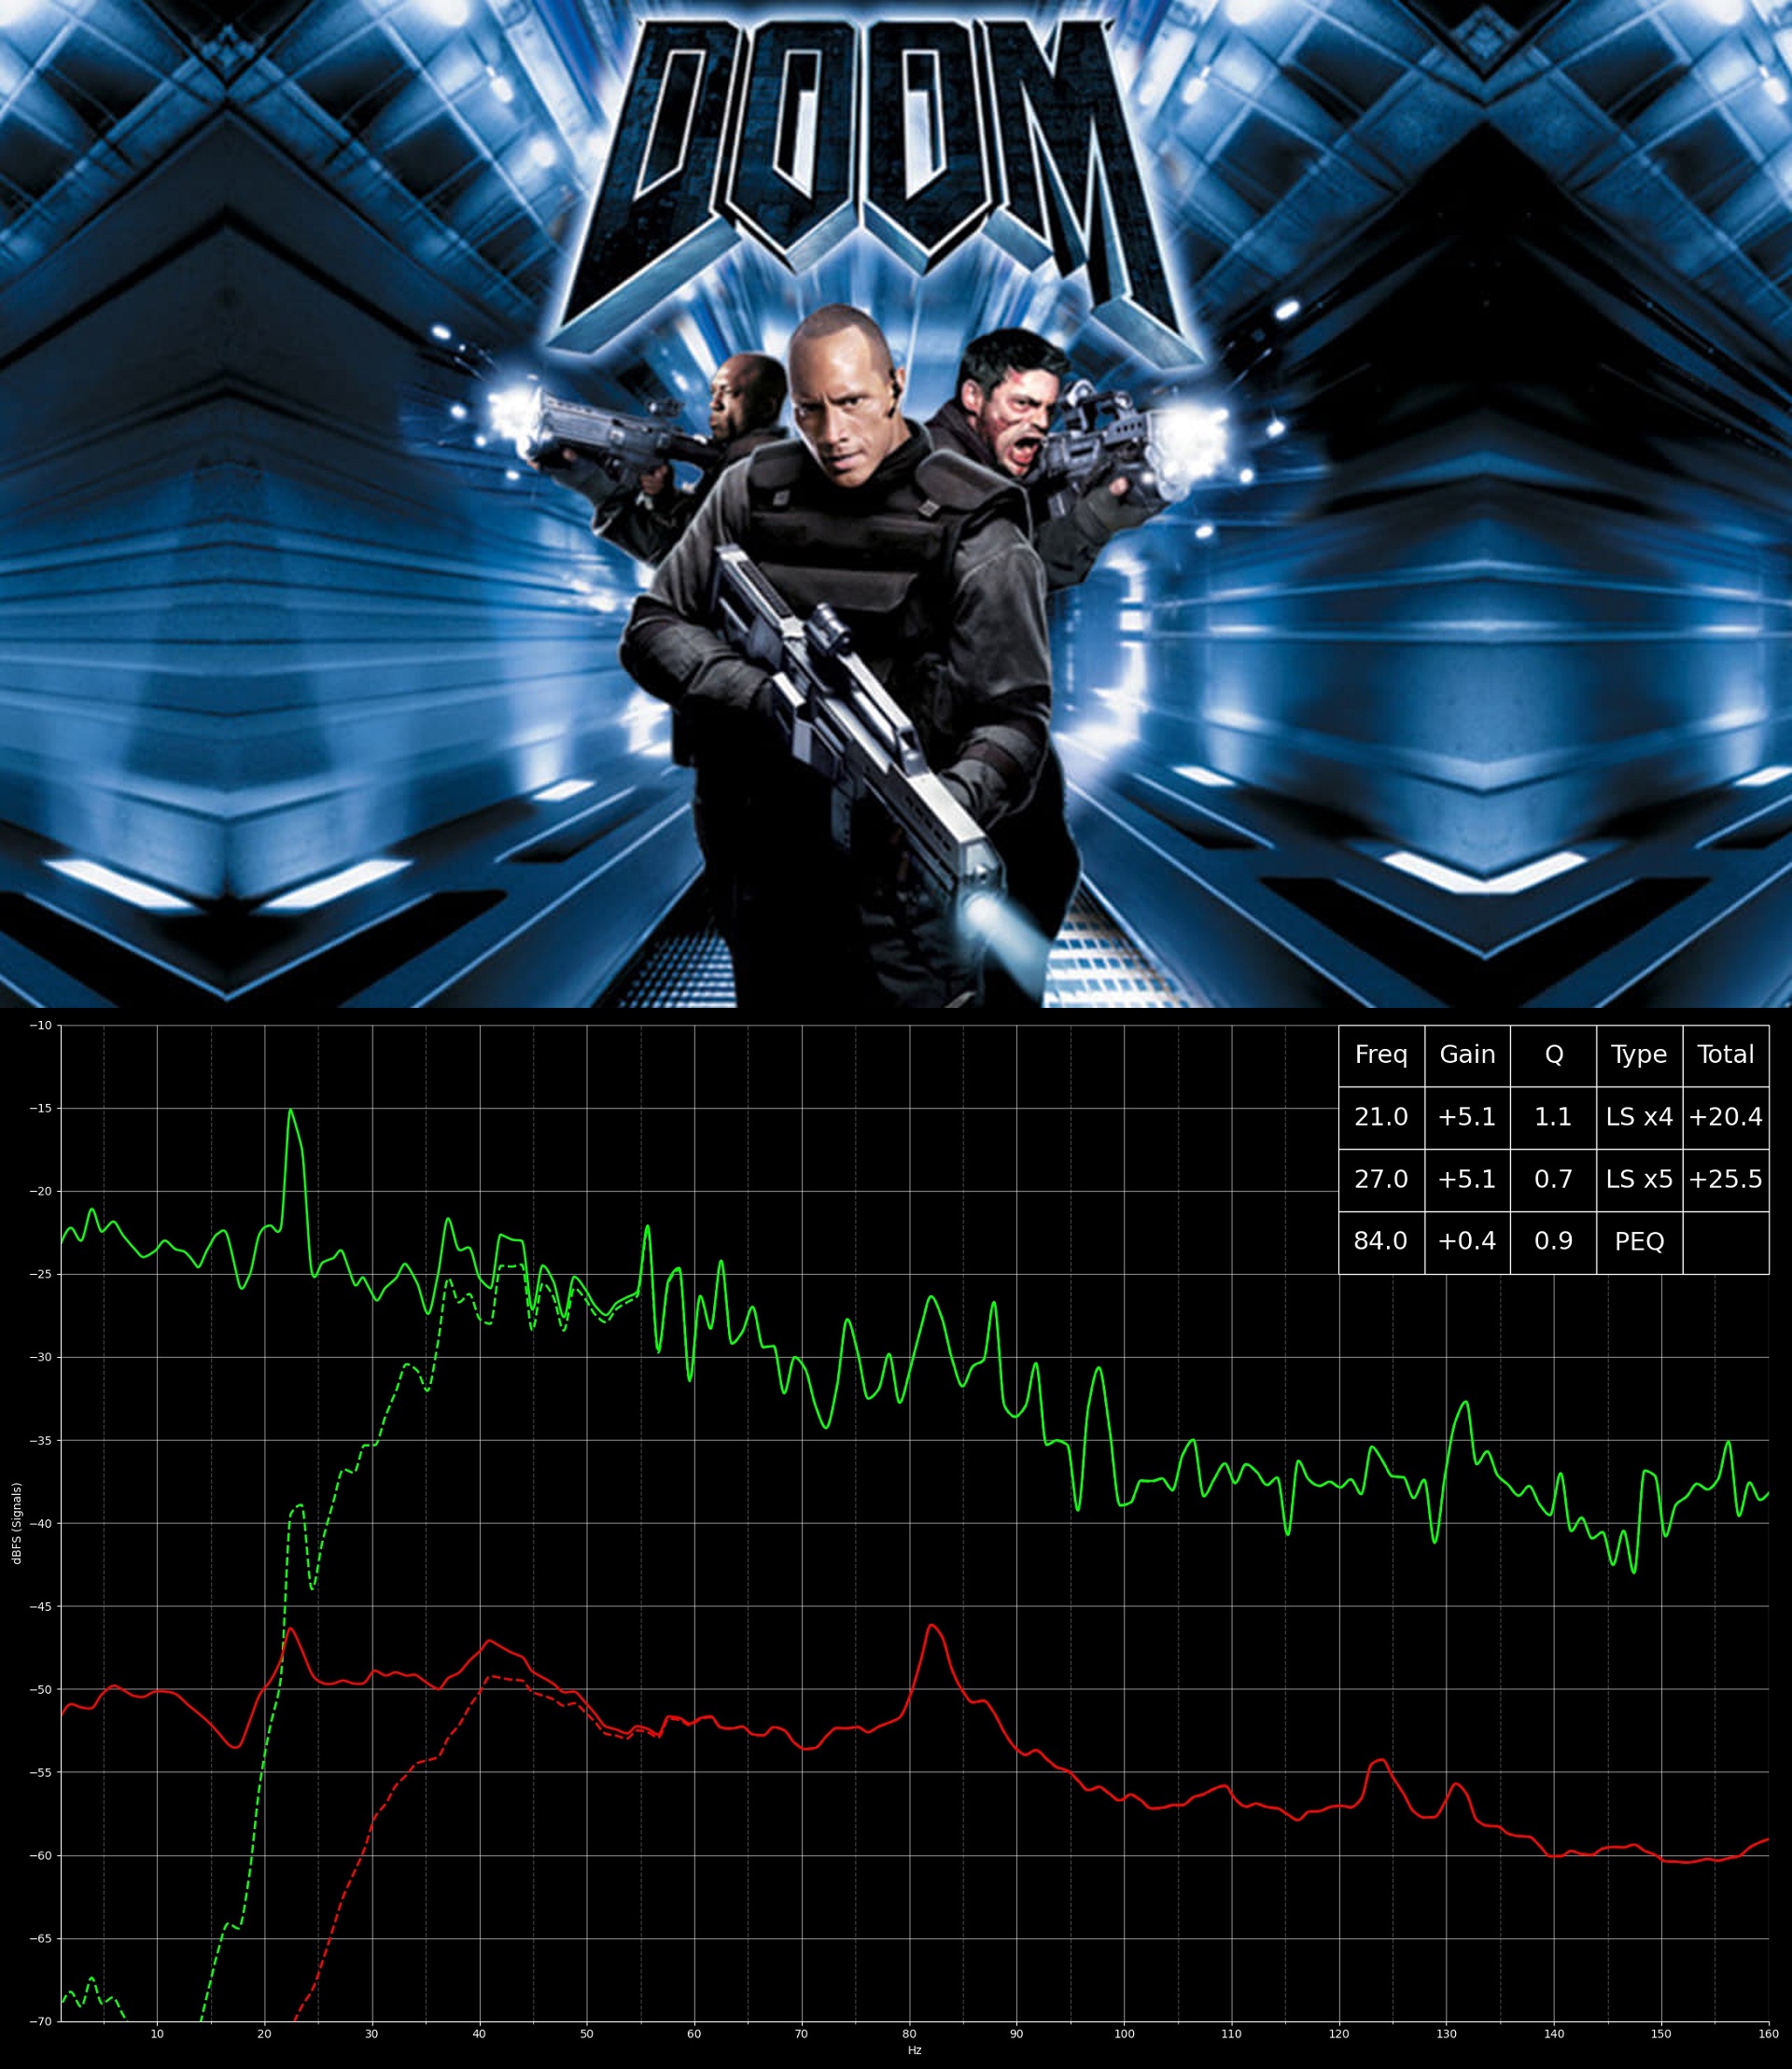 DOOM
Freq Gain Q Type Total
21.0 +5.1 1.1 LS x4 +20.4
27.0 +5.1 0.7 LS x5 +25.5
84.0 +0.4 0.9 PEQ
−10
−15
−20
−25
−30
−35
−40
−45
−50
−55
−60
−65
−70
dBFS (Signals)
10 20 30 40 50 60 70 80 90 100 110 120 130 140 150 160
Hz